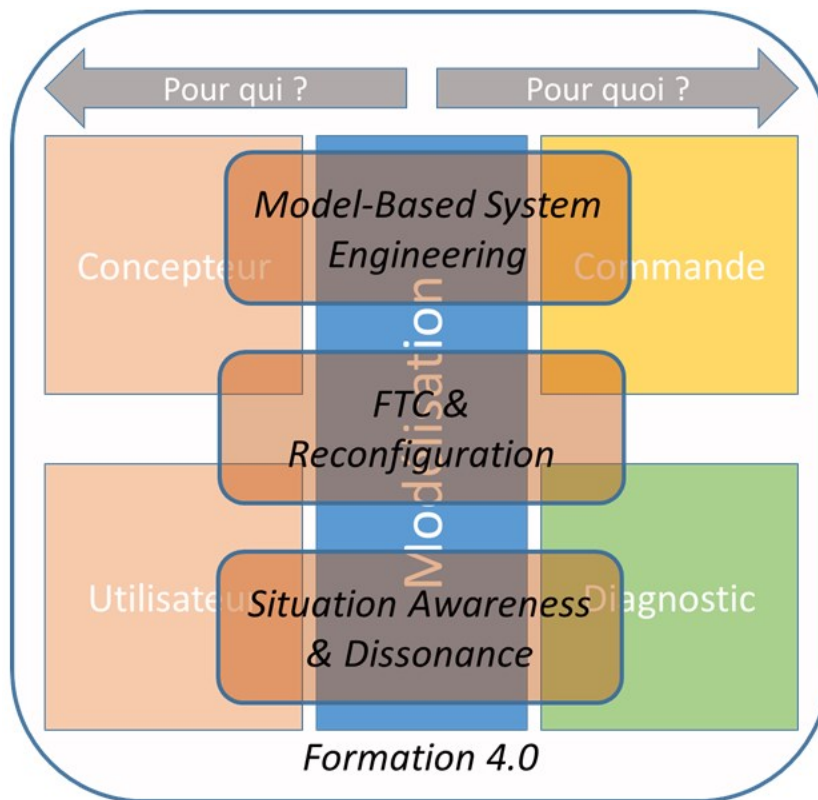 Pour qui ?
Pour quoi ?
Model-Based System
Engineering
Concepteur
Commande
Modélisation
FTC &
Reconfiguration
Utilisateur
Situation Awareness
& Dissonance
Diagnostic
Formation 4.0